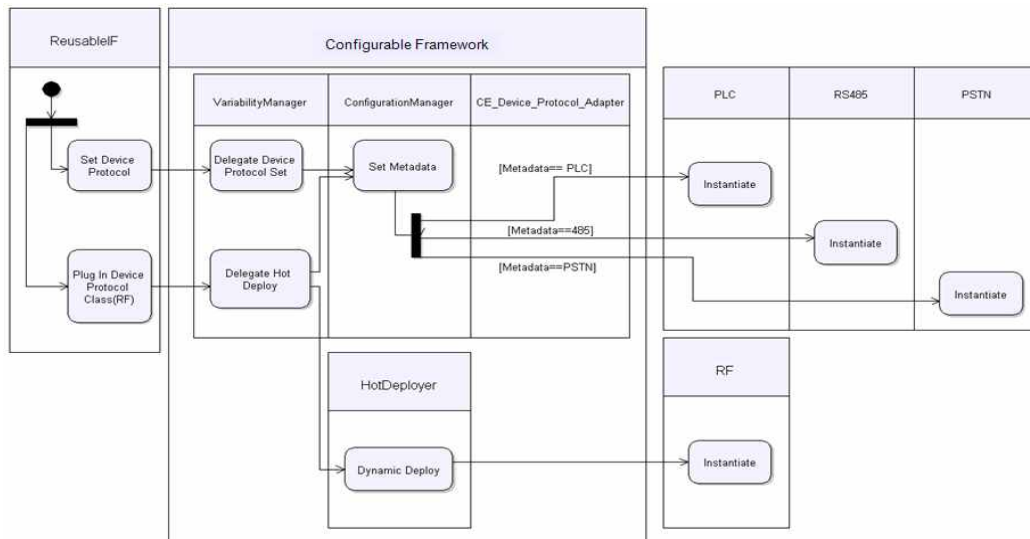 ReusableIF
Configurable Framework
VariabilityManager
ConfigurationManager
CE_Device_Protocol_Adapter
PLC
RS485
PSTN
Set Device
Protocol
Delegate Device
Protocol Set
Set Metadata
[Metadata== PLC]
Instantiate
[Metadata==485]
Instantiate
Plug In Device
Protocol
Class(RF)
Delegate Hot
Deploy
[Metadata==PSTN]
Instantiate
HotDeployer
RF
Dynamic Deploy
Instantiate